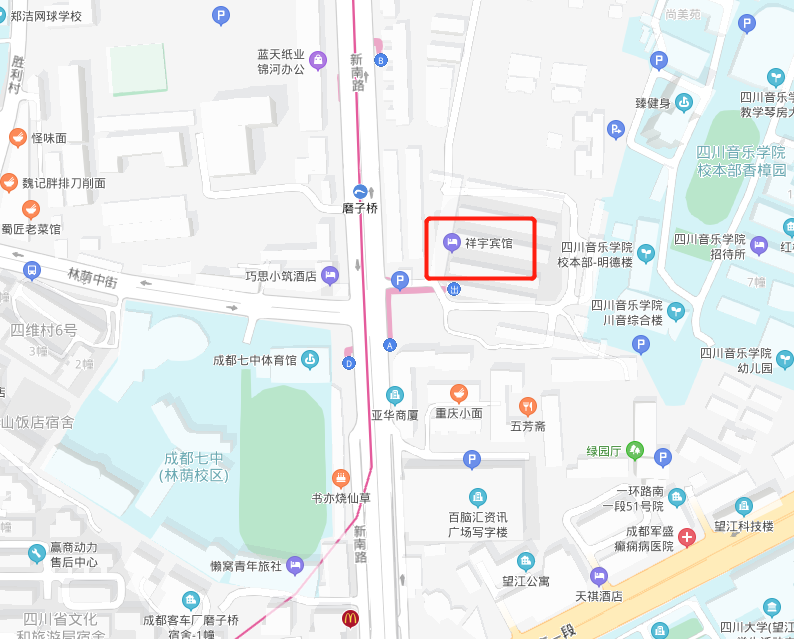 郑洁网球学校
尚美苑
P
P
蓝天纸业
锦河办公
新南路
B
P
胜利村
四川音乐学院
教学琴房大
臻健身
怪味面
P
四川音乐学院
校本部香樟园
魏记胖排刀削面
磨子桥
蜀匠老菜馆
祥宇宾馆
四川音乐学院
校本部-明德楼
四川音乐学院
招待所
红
林荫中街
巧思小筑酒店
P
出
7幢
四川音乐学院
川音综合楼
四维村6号
3幢
2幢
A
P
四川音乐学院
幼儿园
成都七中体育馆
D
亚华商厦
重庆小面
五芳斋
山饭店宿舍
绿园厅
P
P
成都七中
(林荫校区)
书亦烧仙草
一环路南
一段51号院
百脑汇资讯
广场写字楼
望江科技楼
新南路
成都军盛
癫痫病医院
赢商动力
售后中心
懒窝青年旅社
望江公寓
天祺酒店
成都客车厂磨子桥
宿舍-1幢
四川省文化
和旅游厅宿舍
一段
四川大学(望江